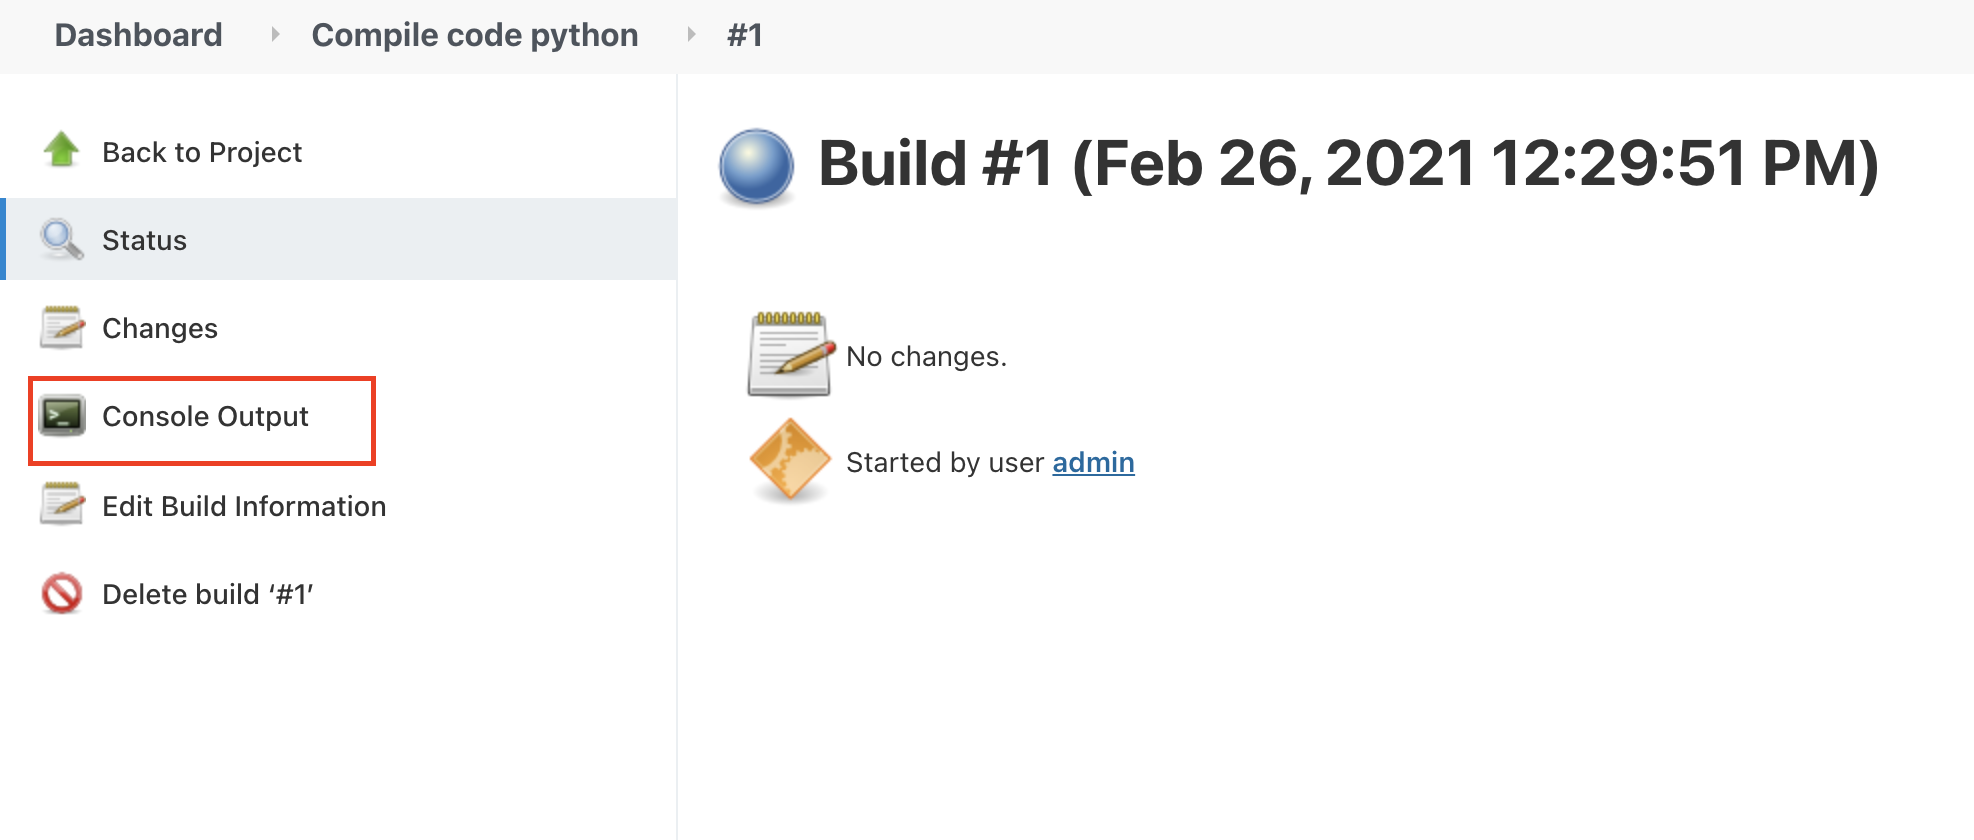 Dashboard Compile code python #1
Back to Project
Status
Changes
Console Output
Edit Build Information
Delete build ‘#1’
Build #1 (Feb 26, 2021 12:29:51 PM)
No changes.
Started by user admin